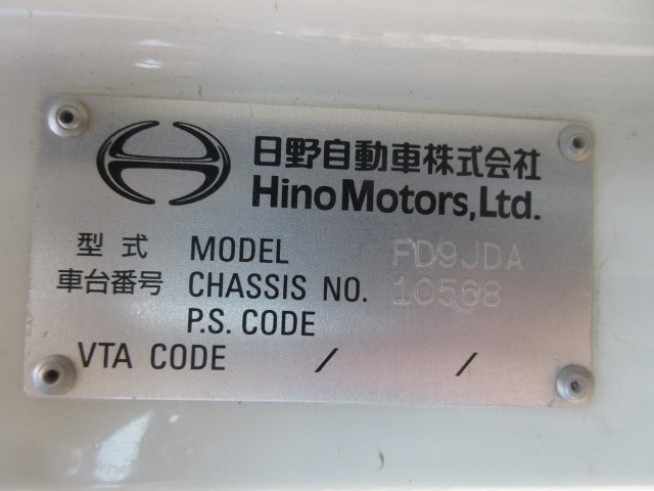 日野自動車株式会社
Hino Motors, Ltd.
型式 MODEL FD9JDA
車台番号 CHASSIS NO. 10568
P.S. CODE
VTA CODE / /